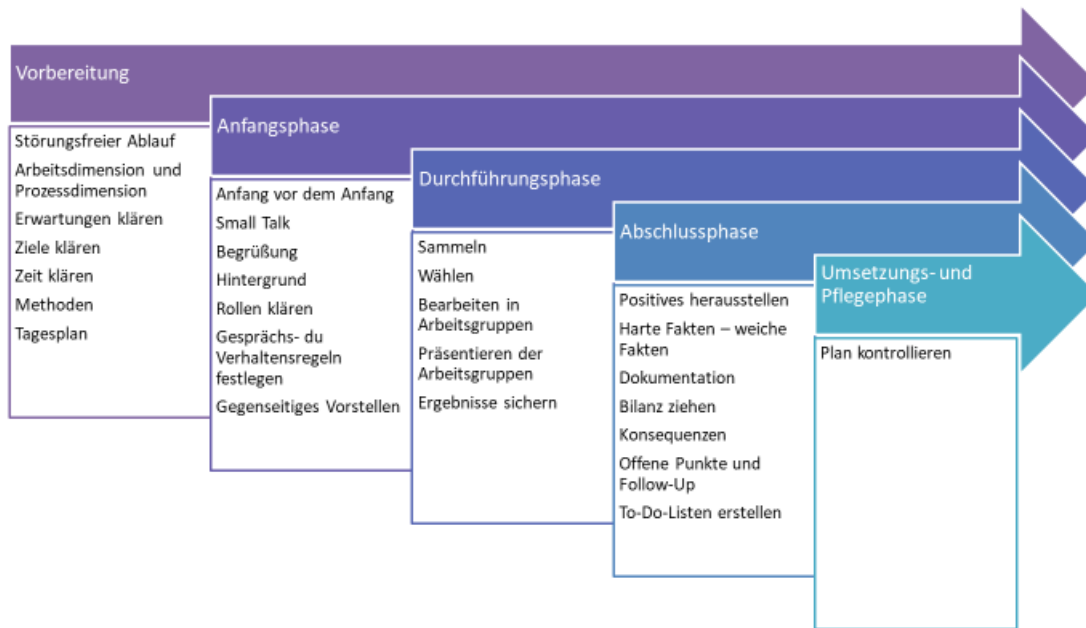 Vorbereitung
Störungsfreier Ablauf
Arbeitsdimension und
Prozessdimension
Erwartungen klären
Ziele klären
Zeit klären
Methoden
Tagesplan
Anfangsphase
Anfang vor dem Anfang
Small Talk
Begrüßung
Hintergrund
Rollen klären
Gesprächs- du
Verhaltensregeln
festlegen
Gegenseitiges Vorstellen
Durchführungsphase
Sammeln
Wählen
Bearbeiten in
Arbeitsgruppen
Präsentieren der
Arbeitsgruppen
Ergebnisse sichern
Abschlussphase
Positives herausstellen
Harte Fakten – weiche
Fakten
Dokumentation
Bilanz ziehen
Konsequenzen
Offene Punkte und
Follow-Up
To-Do-Listen erstellen
Umsetzungs- und
Pflegephase
Plan kontrollieren